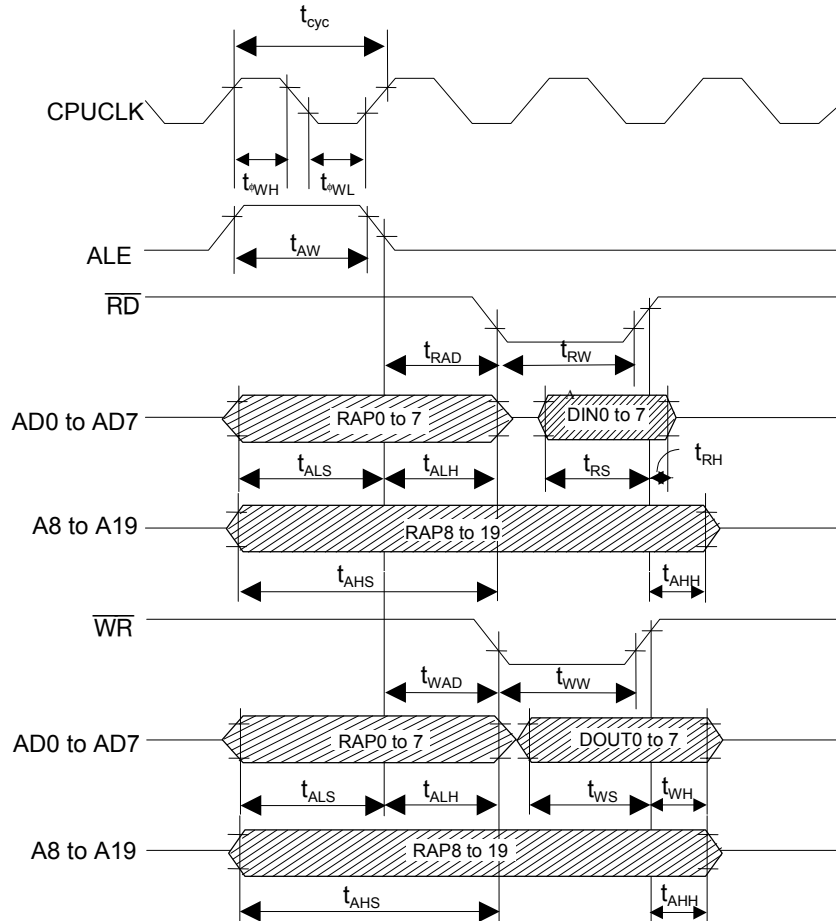 tcyc
CPUCLK
tϕWH tϕWL
tAW
ALE
RD
tRAD tRW
AD0 to AD7 RAP0 to 7 DIN0 to 7
tALS tALH tRS tRH
A8 to A19 RAP8 to 19
tAHS tAHH
WR
tWAD tWW
AD0 to AD7 RAP0 to 7 DOUT0 to 7
tALS tALH tWS tWH
A8 to A19 RAP8 to 19
tAHS tAHH